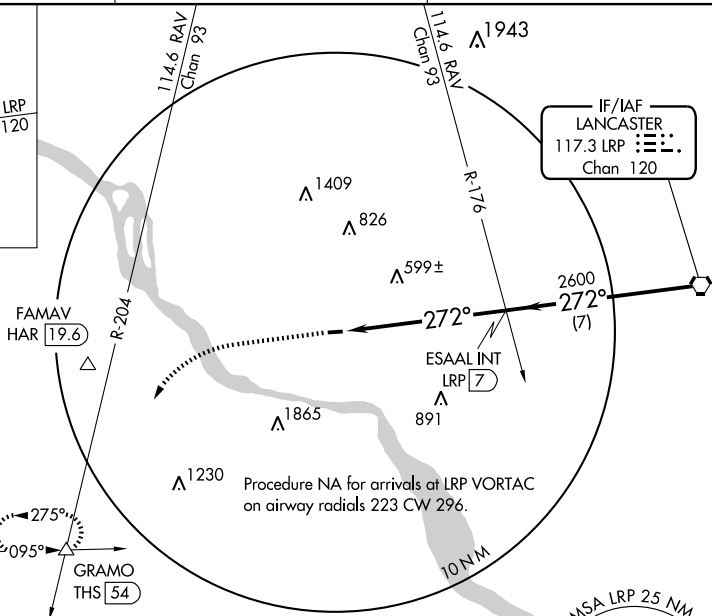 114.6 RAV
Chan 93
114.6 RAV
Chan 93
1943
LRP
120
IF/IAF
LANCASTER
117.3 LRP
Chan 120
1409
826
R-176
599±
2600
272°
272°
(7)
FAMAV
HAR 19.6
R-204
ESAAL INT
LRP 7
1865
891
1230
Procedure NA for arrivals at LRP VORTAC
on airway radials 223 CW 296.
275°
095°
GRAMO
THS 54
10 NM
MSA LRP 25 NM